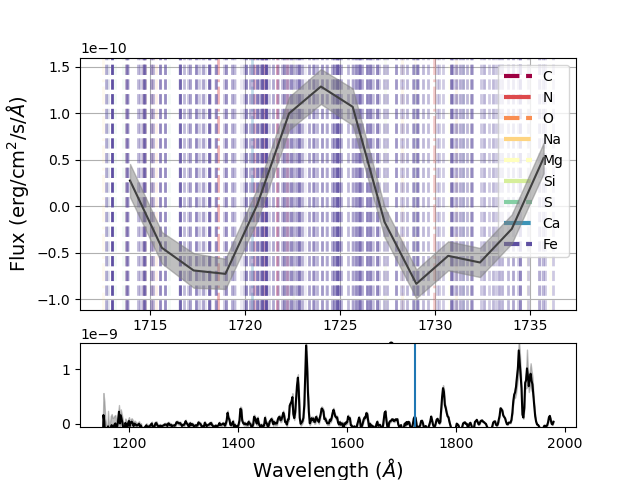 1e−10
1.5
1.0
0.5
0.0
−0.5
−1.0
Flux (erg/cm²/s/Å)
C
N
O
Na
Mg
Si
S
Ca
Fe
1715 1720 1725 1730 1735
1e−9
1
0
1200 1400 1600 1800 2000
Wavelength (Å)